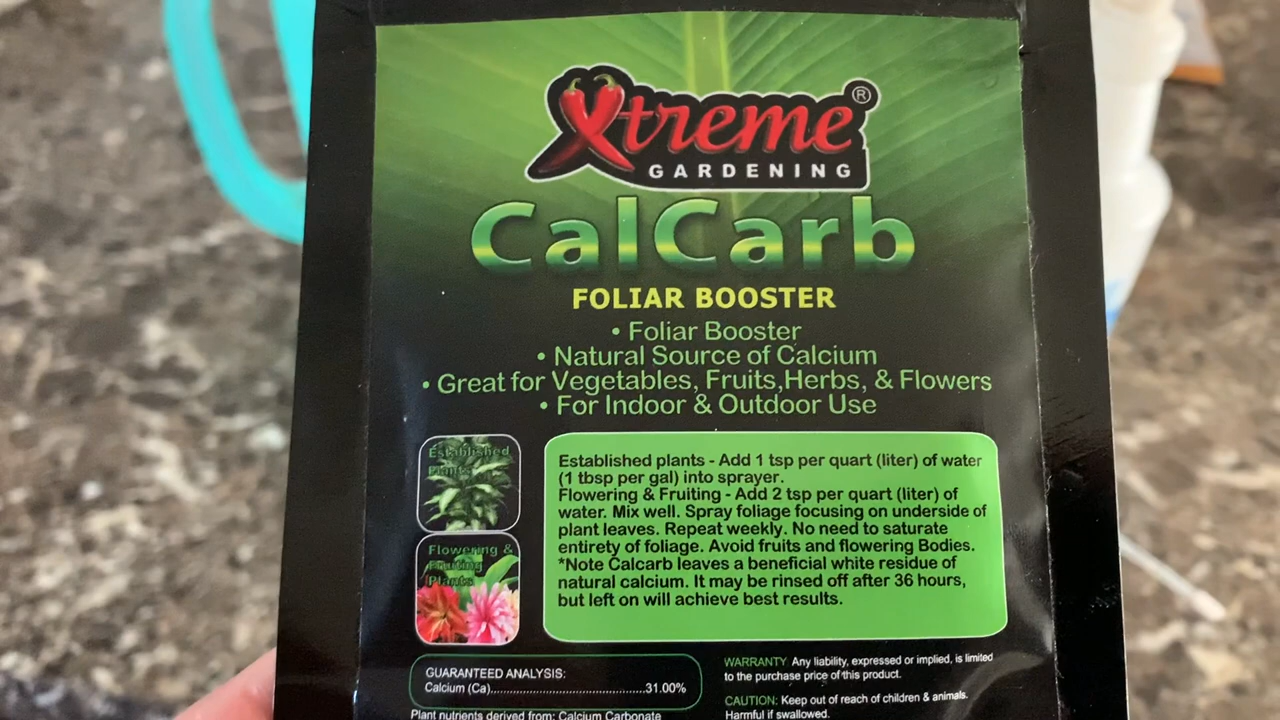 Xtreme®
GARDENING
CalCarb
FOLIAR BOOSTER
• Foliar Booster
• Natural Source of Calcium
• Great for Vegetables, Fruits,Herbs, & Flowers
• For Indoor & Outdoor Use
Established
Plants
Established plants - Add 1 tsp per quart (liter) of water
(1 tbsp per gal) into sprayer.
Flowering & Fruiting - Add 2 tsp per quart (liter) of
water. Mix well. Spray foliage focusing on underside of
plant leaves. Repeat weekly. No need to saturate
entirety of foliage. Avoid fruits and flowering Bodies.
*Note Calcarb leaves a beneficial white residue of
natural calcium. It may be rinsed off after 36 hours,
but left on will achieve best results.
Flowering &
Fruiting
Plants
GUARANTEED ANALYSIS:
Calcium (Ca)..................................................31.00%
Plant nutrients derived from: Calcium Carbonate
WARRANTY Any liability, expressed or implied, is limited
to the purchase price of this product.
CAUTION: Keep out of reach of children & animals.
Harmful if swallowed.